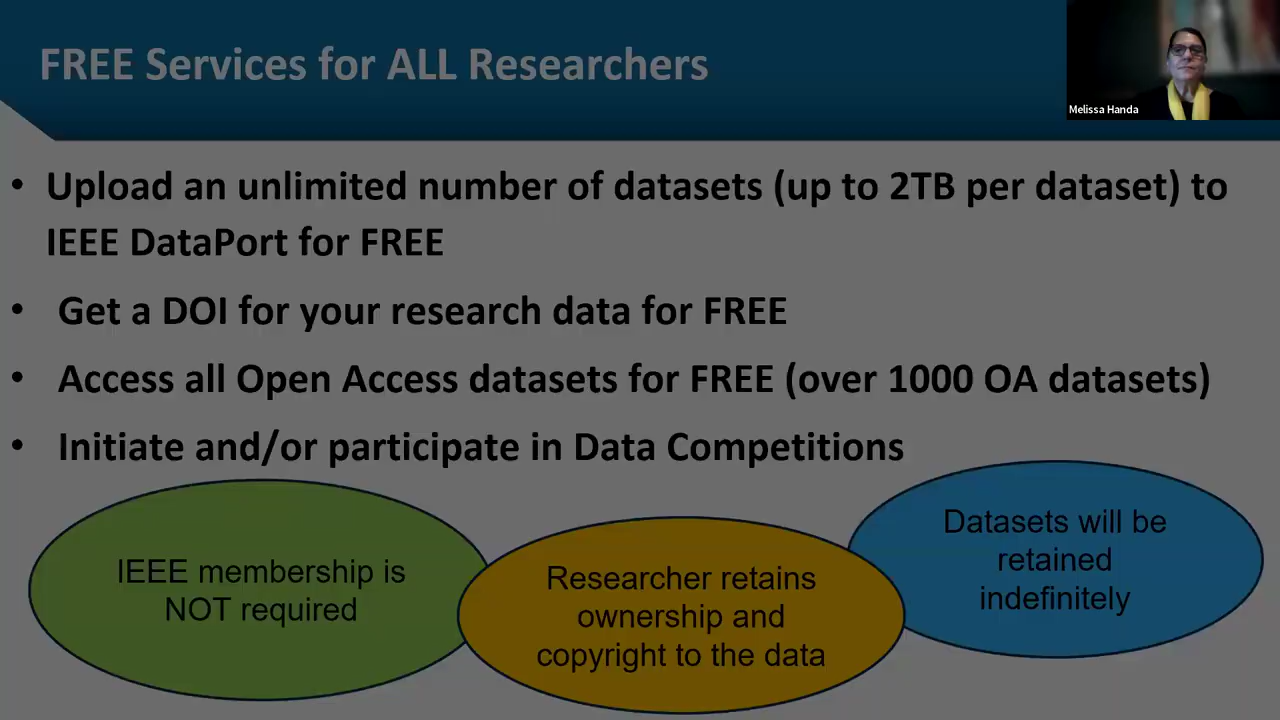 FREE Services for ALL Researchers
Melissa Handa
• Upload an unlimited number of datasets (up to 2TB per dataset) to
IEEE DataPort for FREE
• Get a DOI for your research data for FREE
• Access all Open Access datasets for FREE (over 1000 OA datasets)
• Initiate and/or participate in Data Competitions
IEEE membership is
NOT required
Researcher retains
ownership and
copyright to the data
Datasets will be
retained
indefinitely